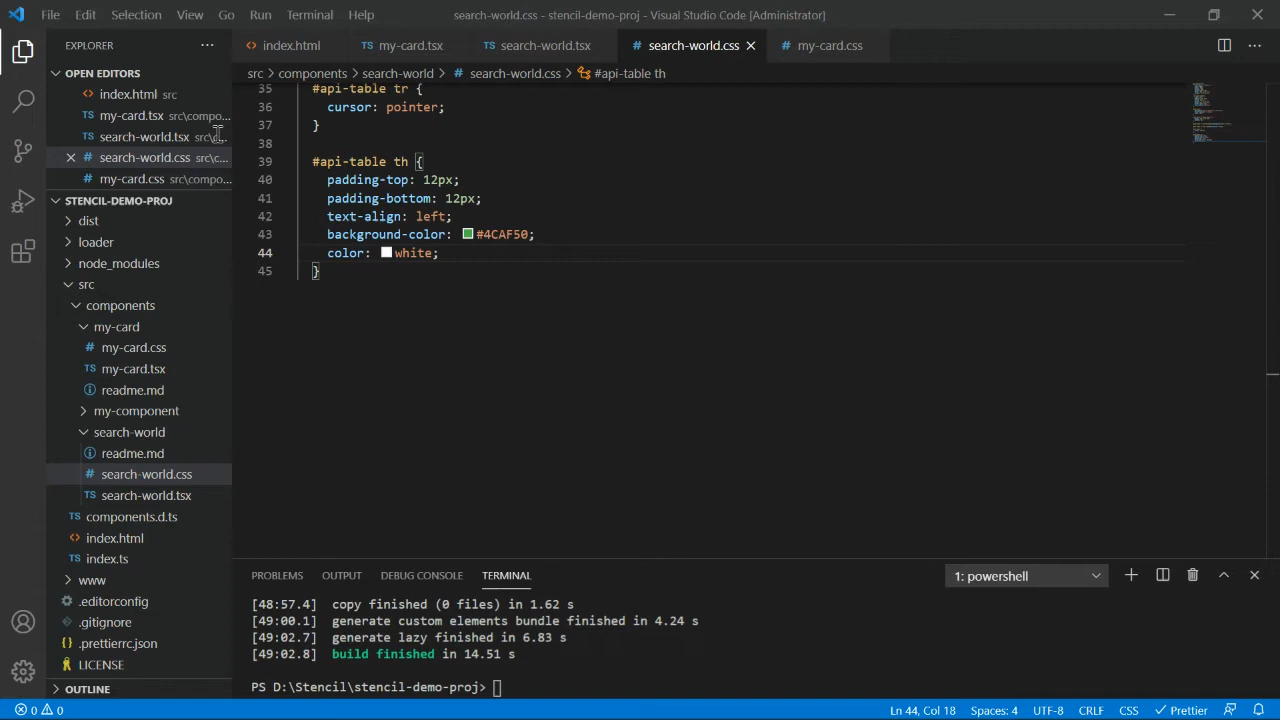 File Edit Selection View Go Run Terminal Help
search-world.css - stencil-demo-proj - Visual Studio Code [Administrator]
EXPLORER
OPEN EDITORS
index.html src
my-card.tsx src\compo...
search-world.tsx src\c...
search-world.css src\c...
my-card.css src\compo...
STENCIL-DEMO-PROJ
dist
loader
node_modules
src
components
my-card
my-card.css
my-card.tsx
readme.md
my-component
search-world
readme.md
search-world.css
search-world.tsx
components.d.ts
index.html
index.ts
www
.editorconfig
.gitignore
.prettierrc.json
LICENSE
OUTLINE
index.html
my-card.tsx
search-world.tsx
search-world.css
my-card.css
src > components > search-world > # search-world.css > #api-table th
35 #api-table tr {
36 cursor: pointer;
37 }
38
39 #api-table th {
40 padding-top: 12px;
41 padding-bottom: 12px;
42 text-align: left;
43 background-color: #4CAF50;
44 color: white;
45 }
PROBLEMS OUTPUT DEBUG CONSOLE TERMINAL
1: powershell
[48:57.4] copy finished (0 files) in 1.62 s
[49:00.1] generate custom elements bundle finished in 4.24 s
[49:02.7] generate lazy finished in 6.83 s
[49:02.8] build finished in 14.51 s
PS D:\Stencil\stencil-demo-proj>
0 0
Ln 44, Col 18 Spaces: 4 UTF-8 CRLF CSS Prettier